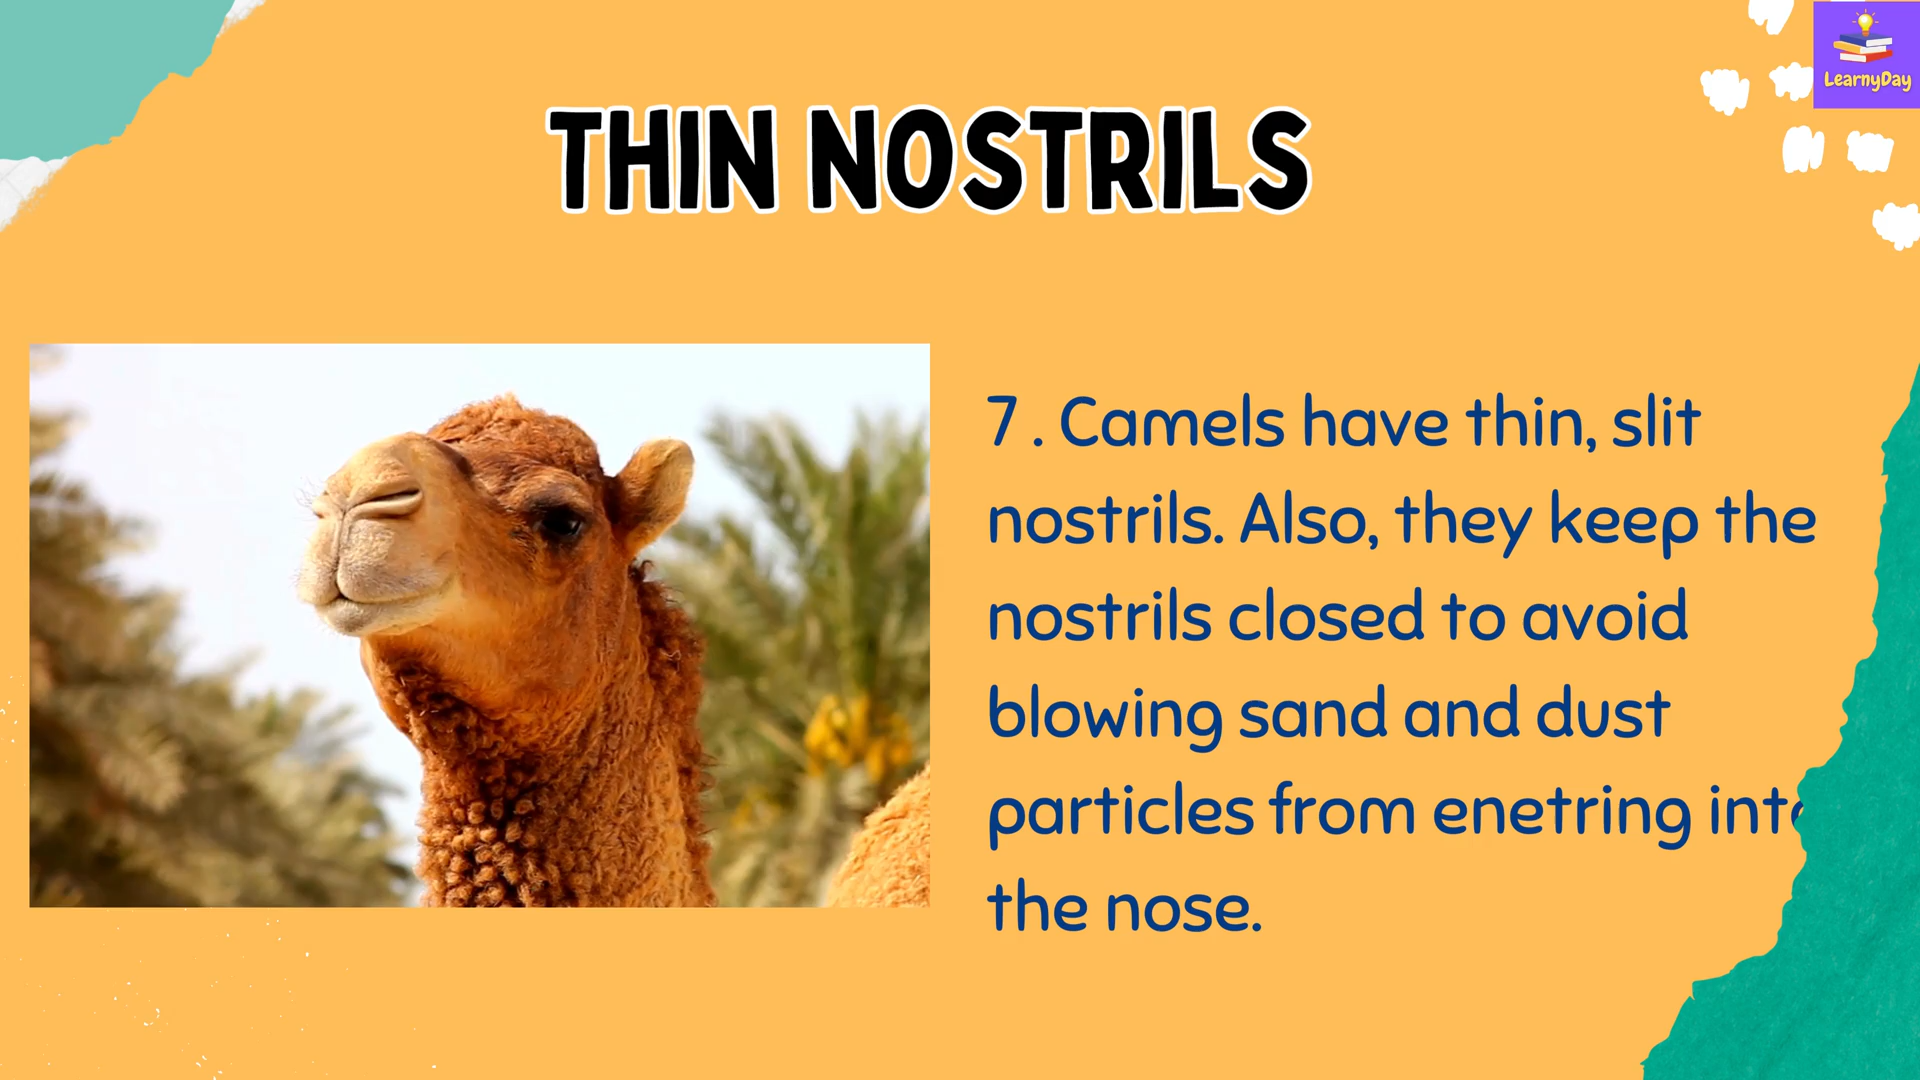 LearnyDay
THIN NOSTRILS
7 . Camels have thin, slit
nostrils. Also, they keep the
nostrils closed to avoid
blowing sand and dust
particles from enetring into
the nose.